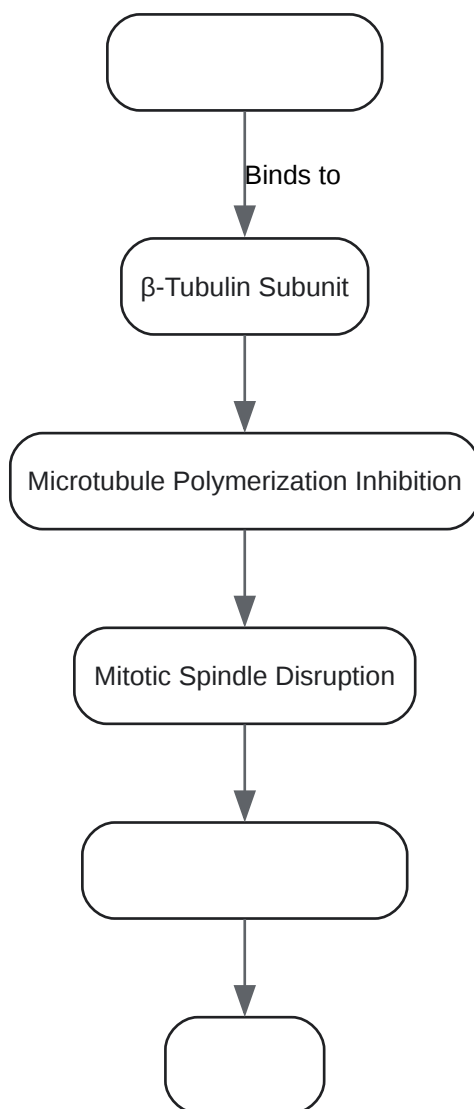 Binds to
β-Tubulin Subunit
Microtubule Polymerization Inhibition
Mitotic Spindle Disruption